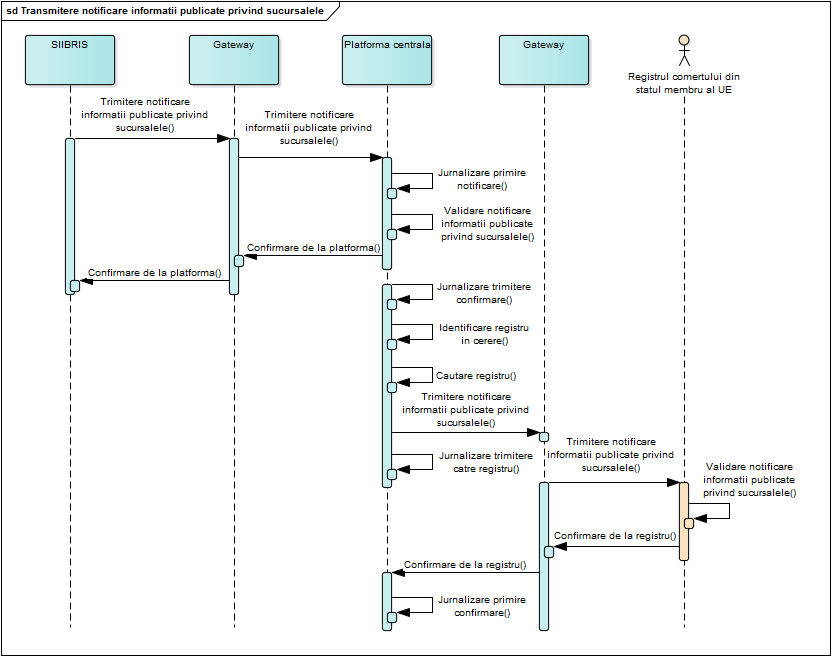 sd Transmitere notificare informatii publicate privind sucursalele
SIIBRIS
Gateway
Platforma centrala
Gateway
Registrul comertului din
statul membru al UE
Trimitere notificare
informatii publicate privind
sucursalele()
Trimitere notificare
informatii publicate privind
sucursalele()
Jurnalizare primire
notificare()
Validare notificare
informatii publicate
privind sucursalele()
Confirmare de la platforma()
Confirmare de la platforma()
Jurnalizare trimitere
confirmare()
Identificare registru
in cerere()
Cautare registru()
Trimitere notificare
informatii publicate privind
sucursalele()
Jurnalizare trimitere
catre registru()
Trimitere notificare
informatii publicate privind
sucursalele()
Validare notificare
informatii publicate
privind sucursalele()
Confirmare de la registru()
Confirmare de la registru()
Jurnalizare primire
confirmare()